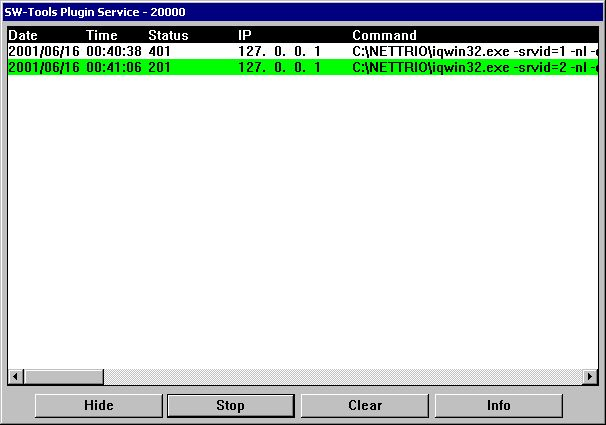 SW-Tools Plugin Service - 20000
Date Time Status IP Command
2001/06/16 00:40:38 401 127. 0. 0. 1 C:\NETTRIO\iqwin32.exe -srvid=1 -nl
2001/06/16 00:41:06 201 127. 0. 0. 1 C:\NETTRIO\iqwin32.exe -srvid=2 -nl
Hide Stop Clear Info